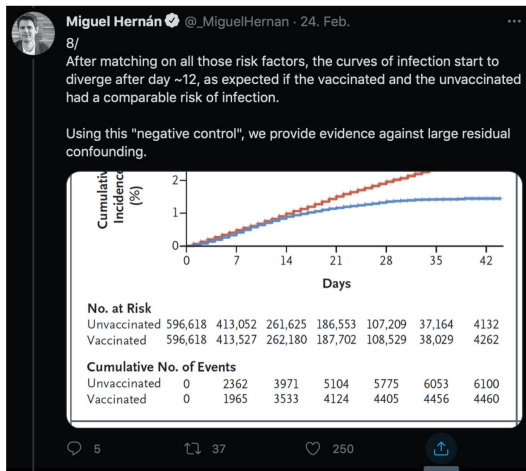 Miguel Hernán @_MiguelHernan · 24. Feb.
8/
After matching on all those risk factors, the curves of infection start to
diverge after day ~12, as expected if the vaccinated and the unvaccinated
had a comparable risk of infection.
Using this "negative control", we provide evidence against large residual
confounding.
Incidence
(%)
2
1
0
0 7 14 21 28 35 42
Days
No. at Risk
Unvaccinated 596,618 413,052 261,625 186,553 107,209 37,164 4132
Vaccinated 596,618 413,527 262,180 187,702 108,529 38,029 4262
Cumulative No. of Events
Unvaccinated 0 2362 3971 5104 5775 6053 6100
Vaccinated 0 1965 3533 4124 4405 4456 4460
5 37 250